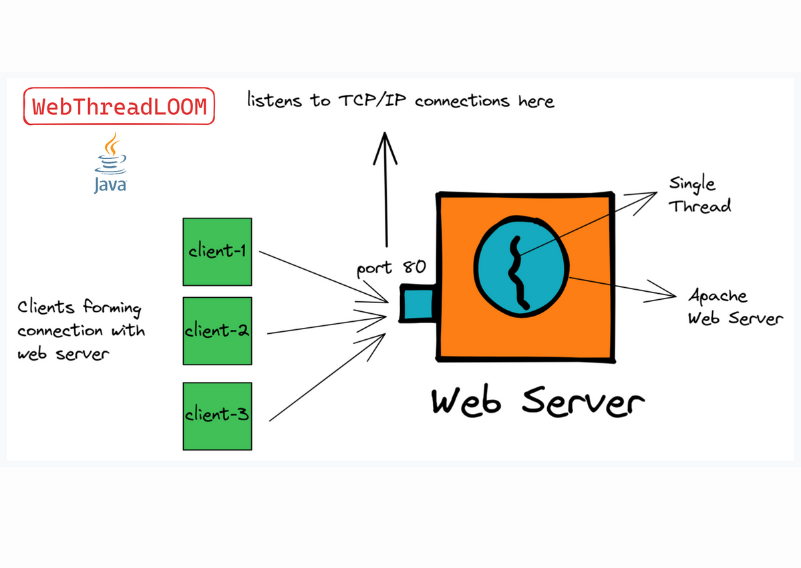 WebThreadLOOM
listens to TCP/IP connections here
Java
Single
Thread
client-1
port 80
Apache
Web Server
Clients forming
connection with
web server
client-2
client-3
Web Server